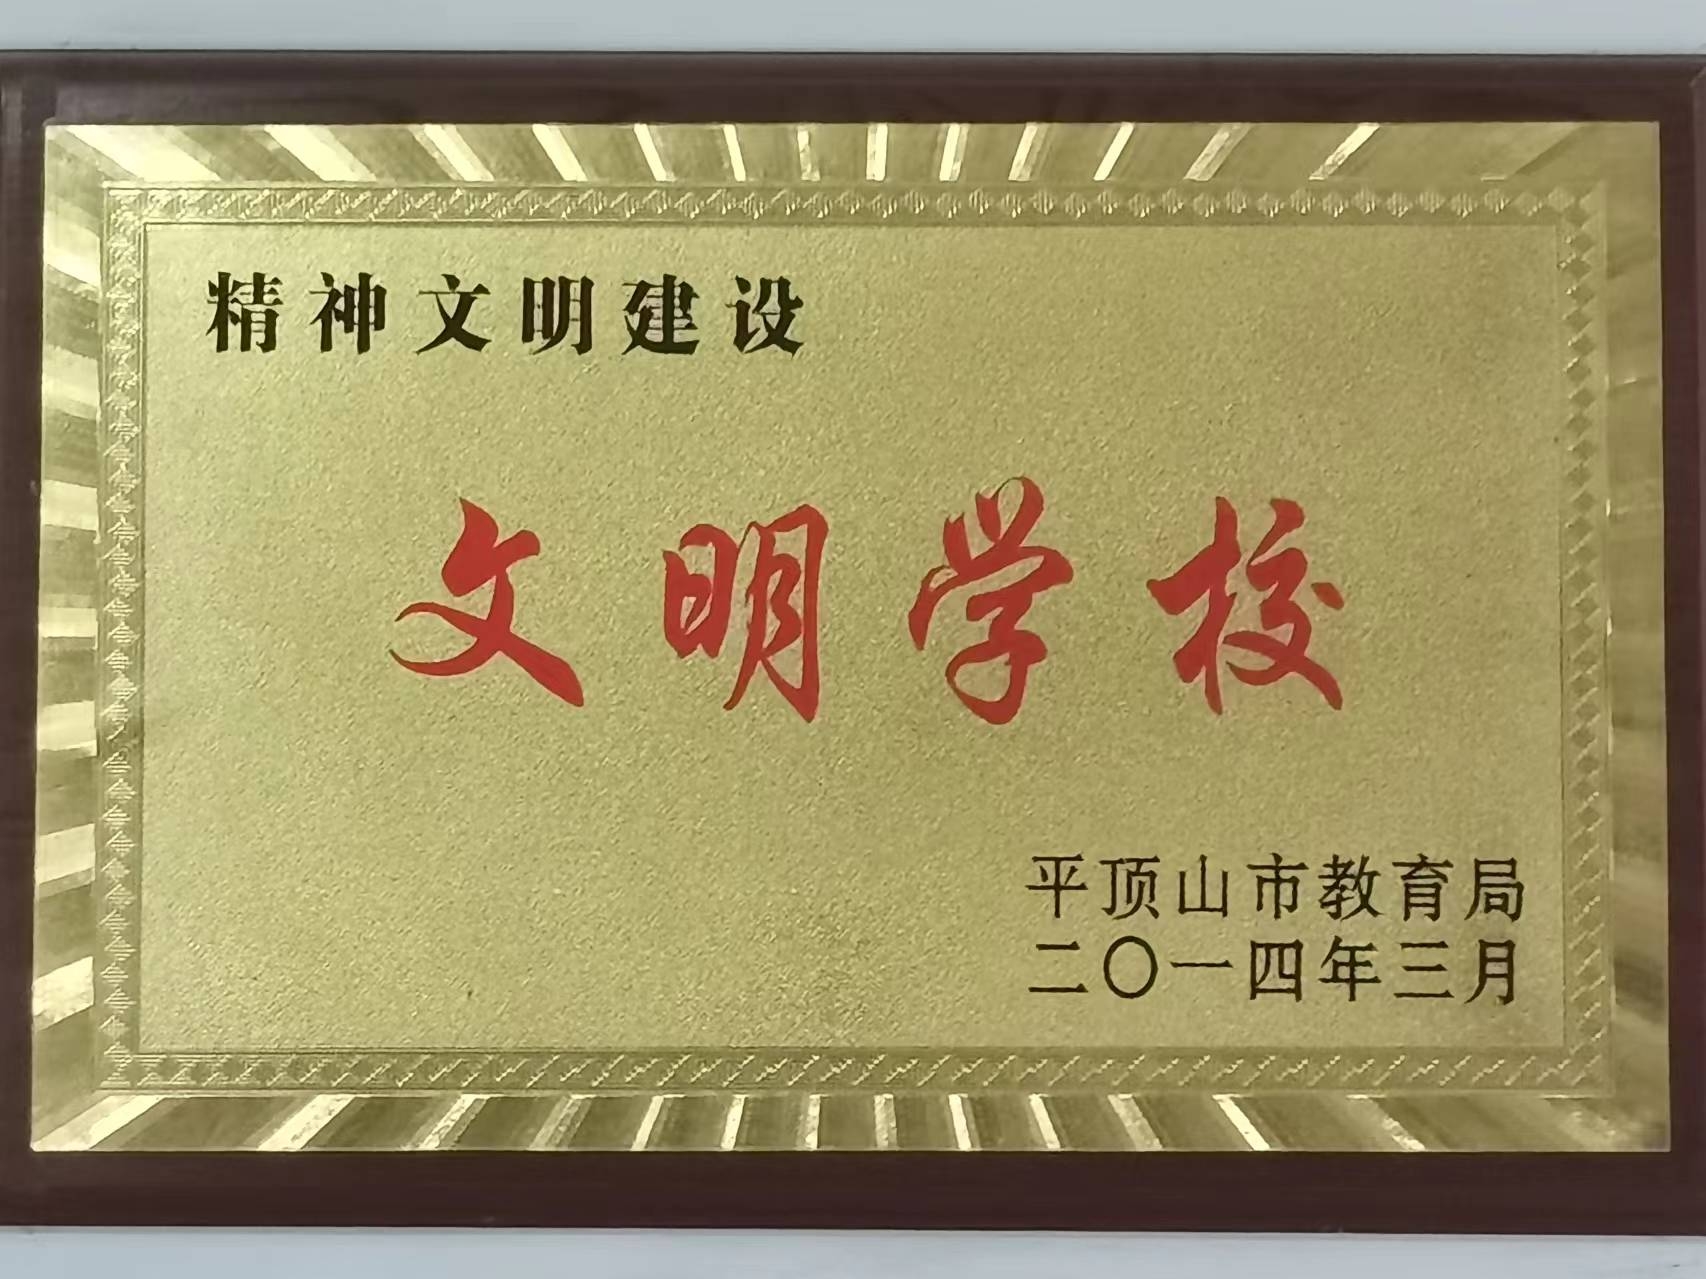 精神文明建设
文明学校
平顶山市教育局
二〇一四年三月